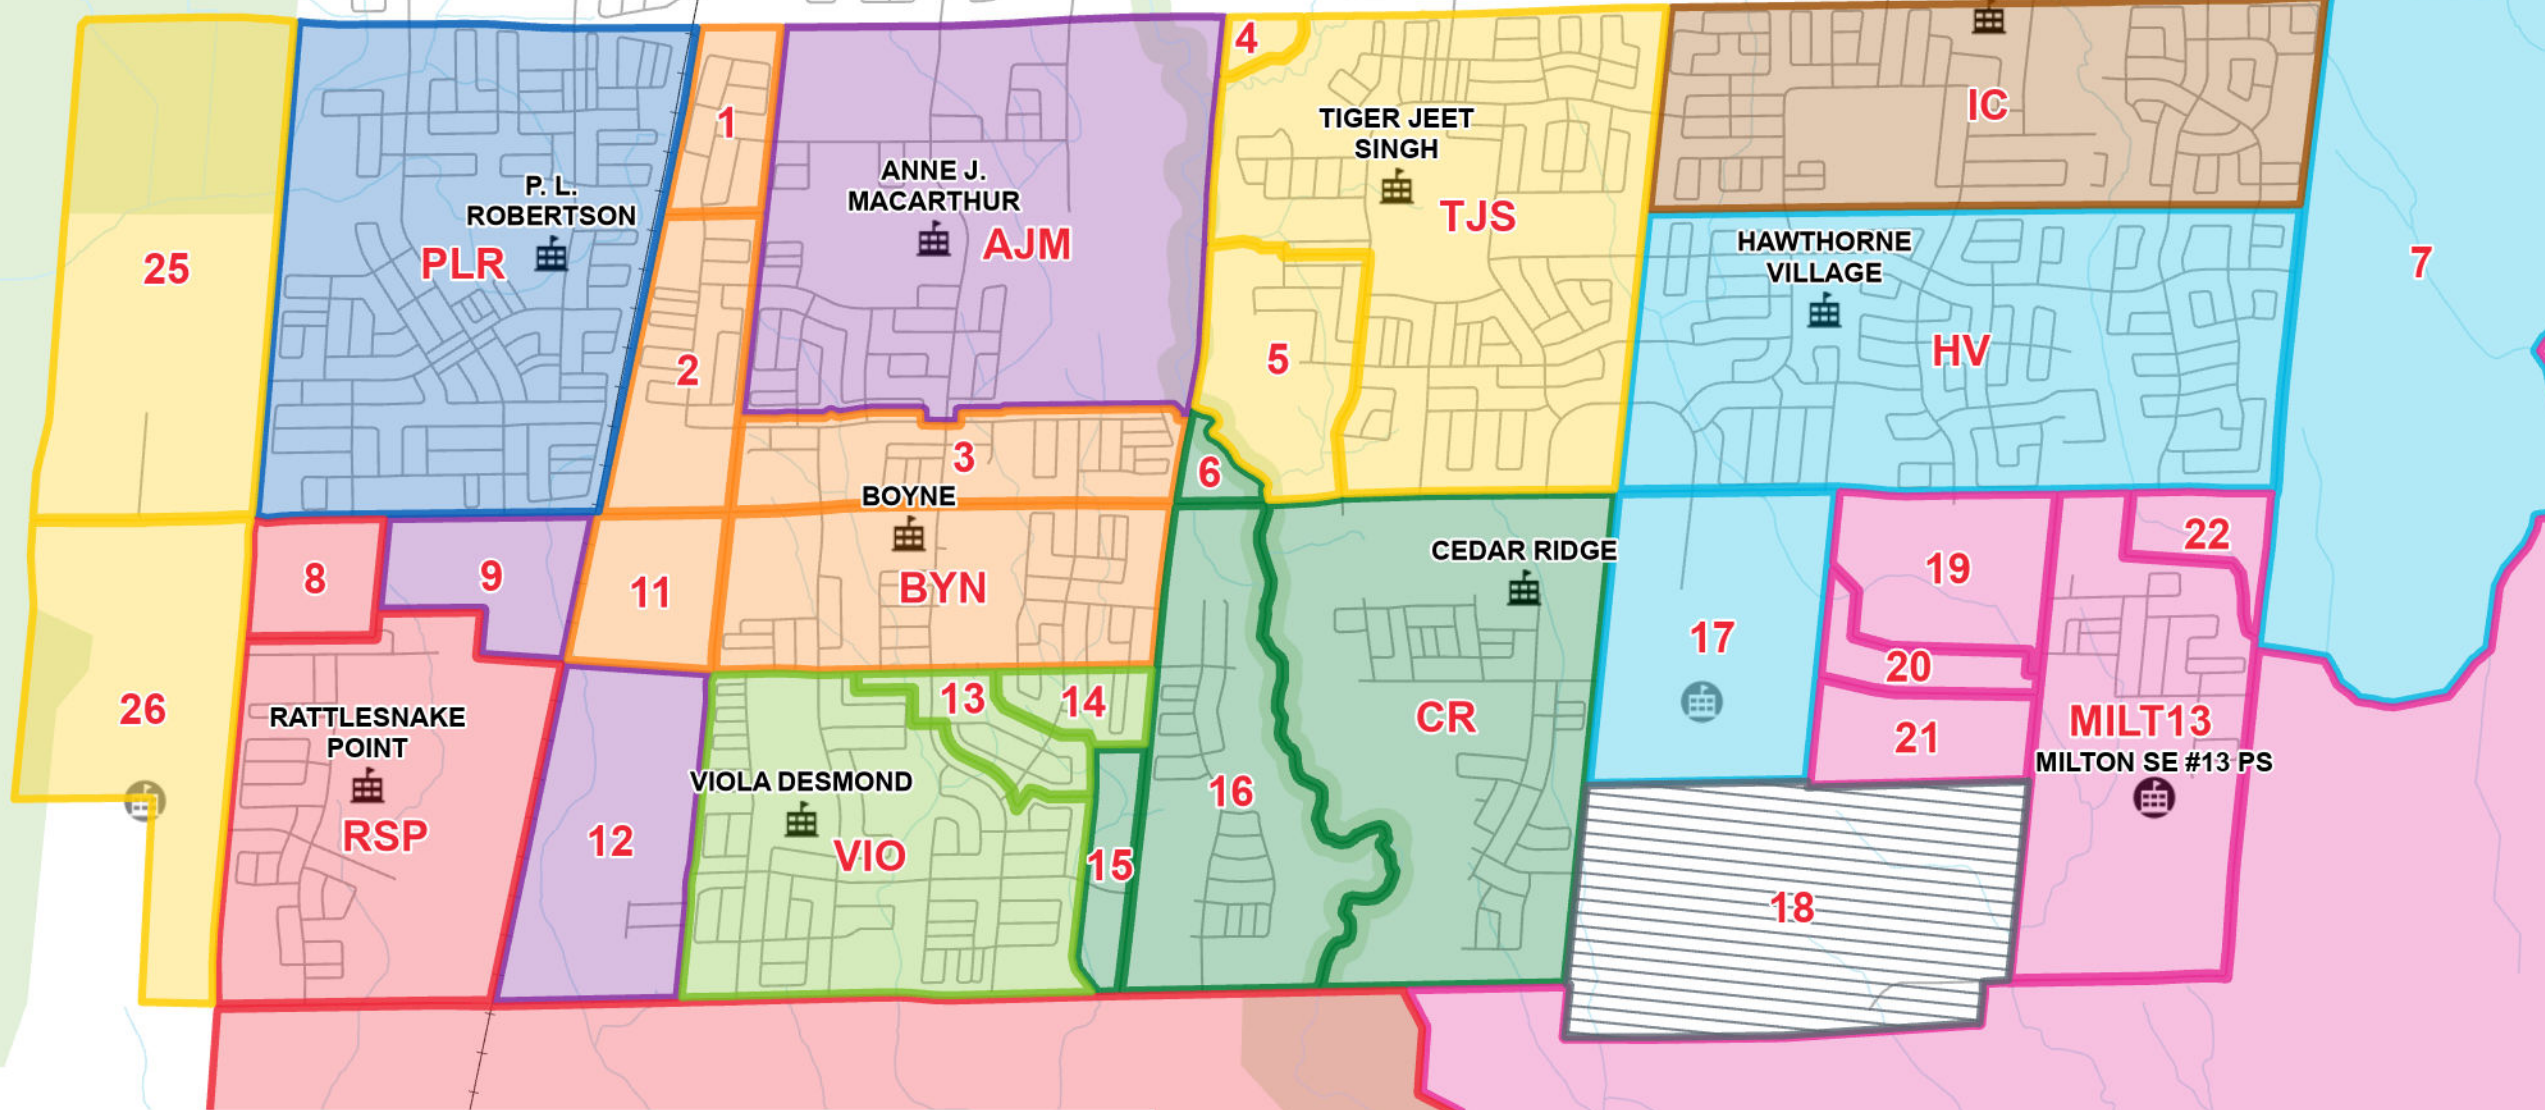 4
IC
1
TIGER JEET
SINGH
ANNE J.
MACARTHUR
P. L.
ROBERTSON
TJS
AJM
HAWTHORNE
VILLAGE
7
25
PLR
HV
5
2
3
6
BOYNE
22
CEDAR RIDGE
19
8
9
11
BYN
17
20
26
13
14
RATTLESNAKE
POINT
CR
MILT13
21
MILTON SE #13 PS
VIOLA DESMOND
16
RSP
12
VIO
15
18